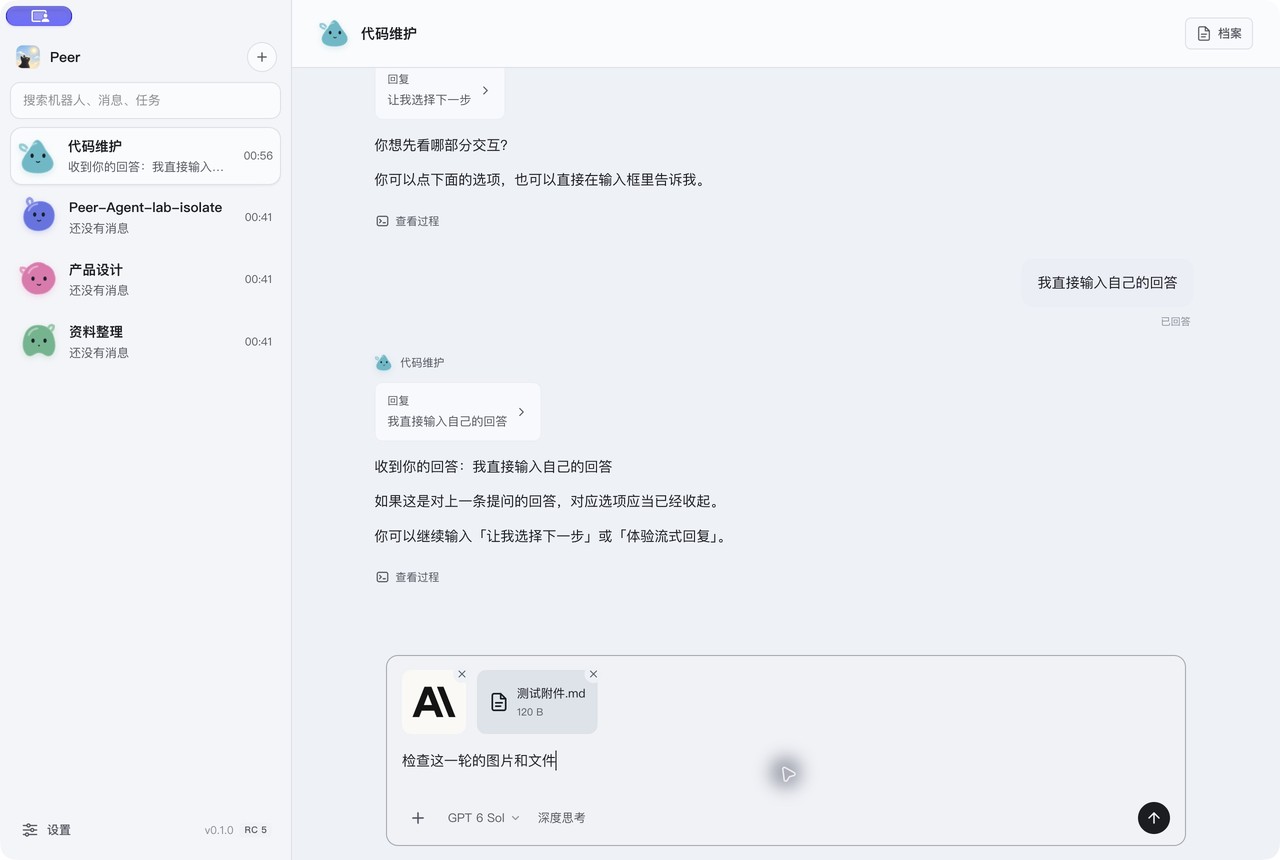 Peer
搜索机器人、消息、任务
代码维护
00:56
收到你的回答：我直接输入…
Peer-Agent-lab-isolate
00:41
还没有消息
产品设计
00:41
还没有消息
资料整理
00:41
还没有消息
设置
v0.1.0 RC 5
代码维护
档案
回复
让我选择下一步
你想先看哪部分交互？
你可以点下面的选项，也可以直接在输入框里告诉我。
查看过程
我直接输入自己的回答
已回答
代码维护
回复
我直接输入自己的回答
收到你的回答：我直接输入自己的回答
如果这是对上一条提问的回答，对应选项应当已经收起。
你可以继续输入「让我选择下一步」或「体验流式回复」。
查看过程
测试附件.md
120 B
检查这一轮的图片和文件
GPT 6 Sol
深度思考